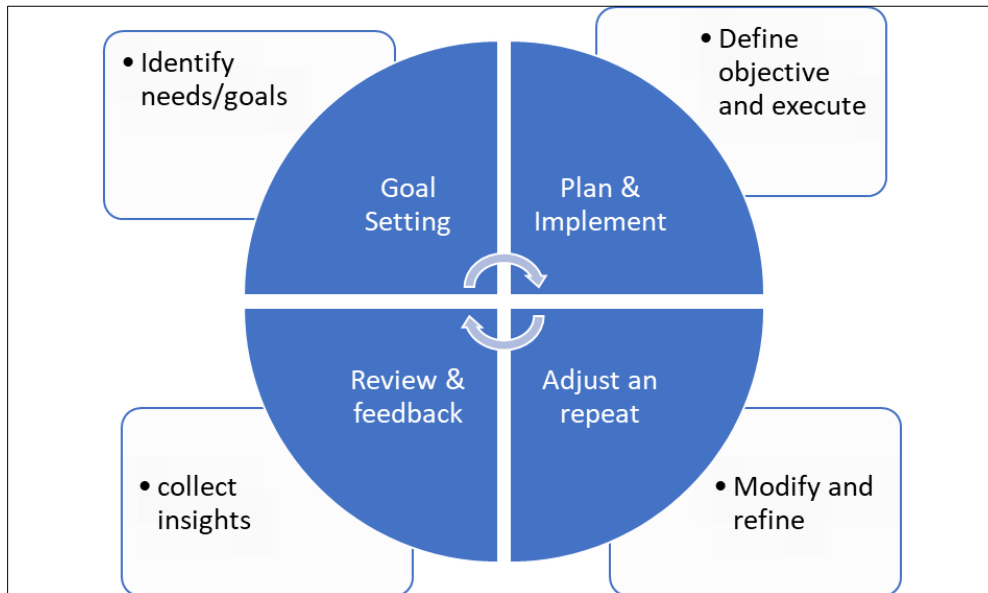 • Identify
needs/goals
• Define
objective
and execute
Goal
Setting
Plan &
Implement
Review &
feedback
Adjust an
repeat
• collect
insights
• Modify and
refine